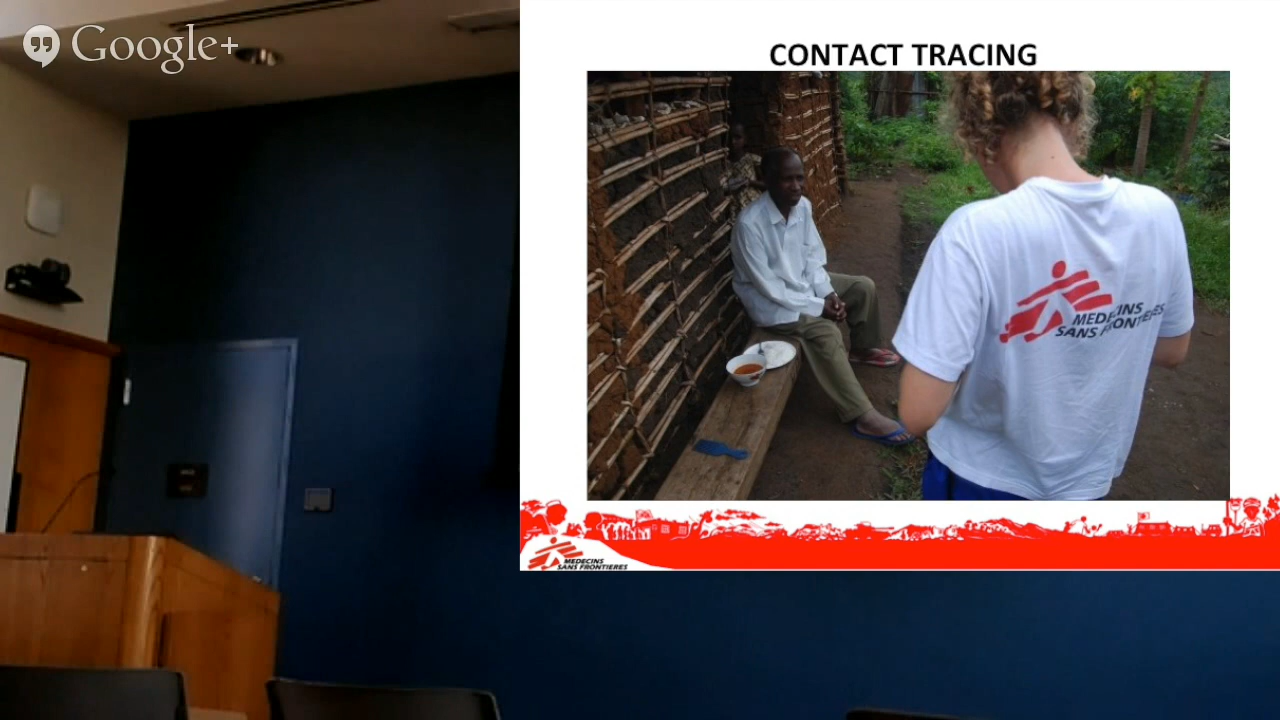 Google+
CONTACT TRACING
MEDECINS
SANS FRONTIERES
MEDECINS
SANS FRONTIERES